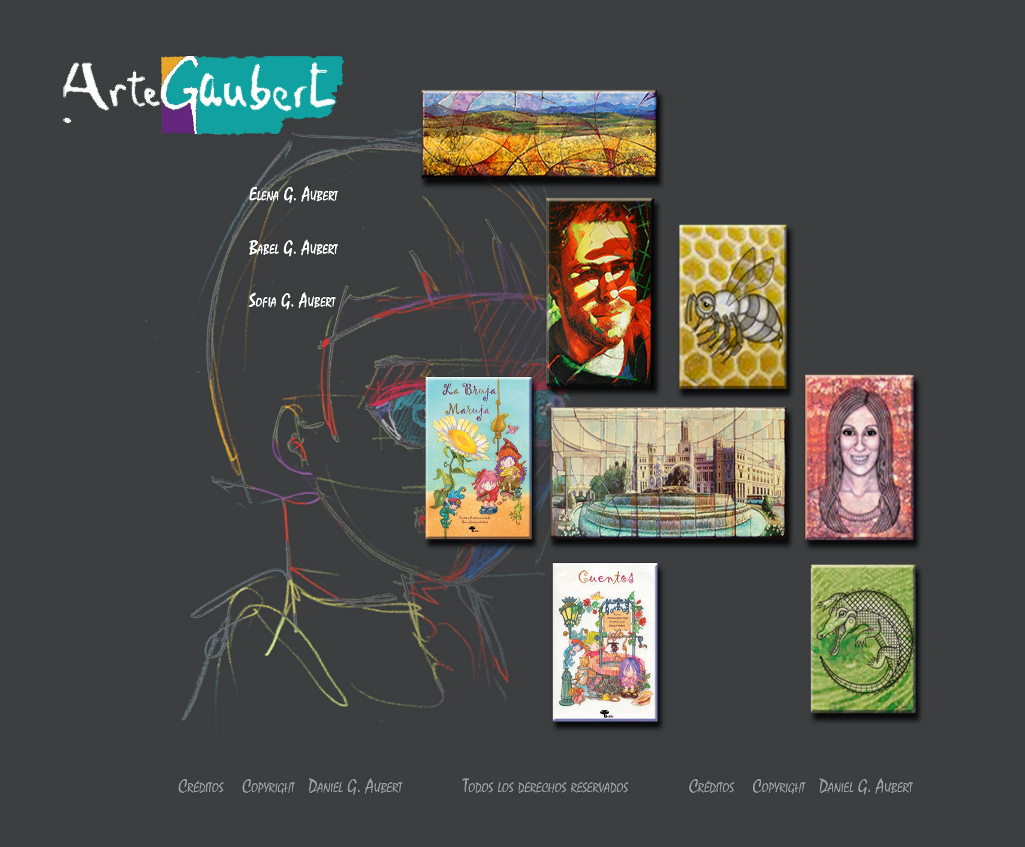 ArteGaubert
Elena G. Aubert
Babel G. Aubert
Sofia G. Aubert
La Bruja
Maruja
Cuentos
Créditos Copyright Daniel G. Aubert Todos los derechos reservados Créditos Copyright Daniel G. Aubert